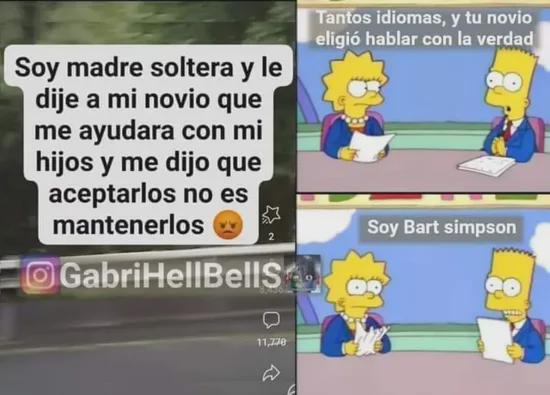 Soy madre soltera y le
dije a mi novio que
me ayudara con mi
hijos y me dijo que
aceptarlos no es
mantenerlos 😡
2
GabriHellBellS
11,770
Tantos idiomas, y tu novio
eligió hablar con la verdad
Soy Bart simpson